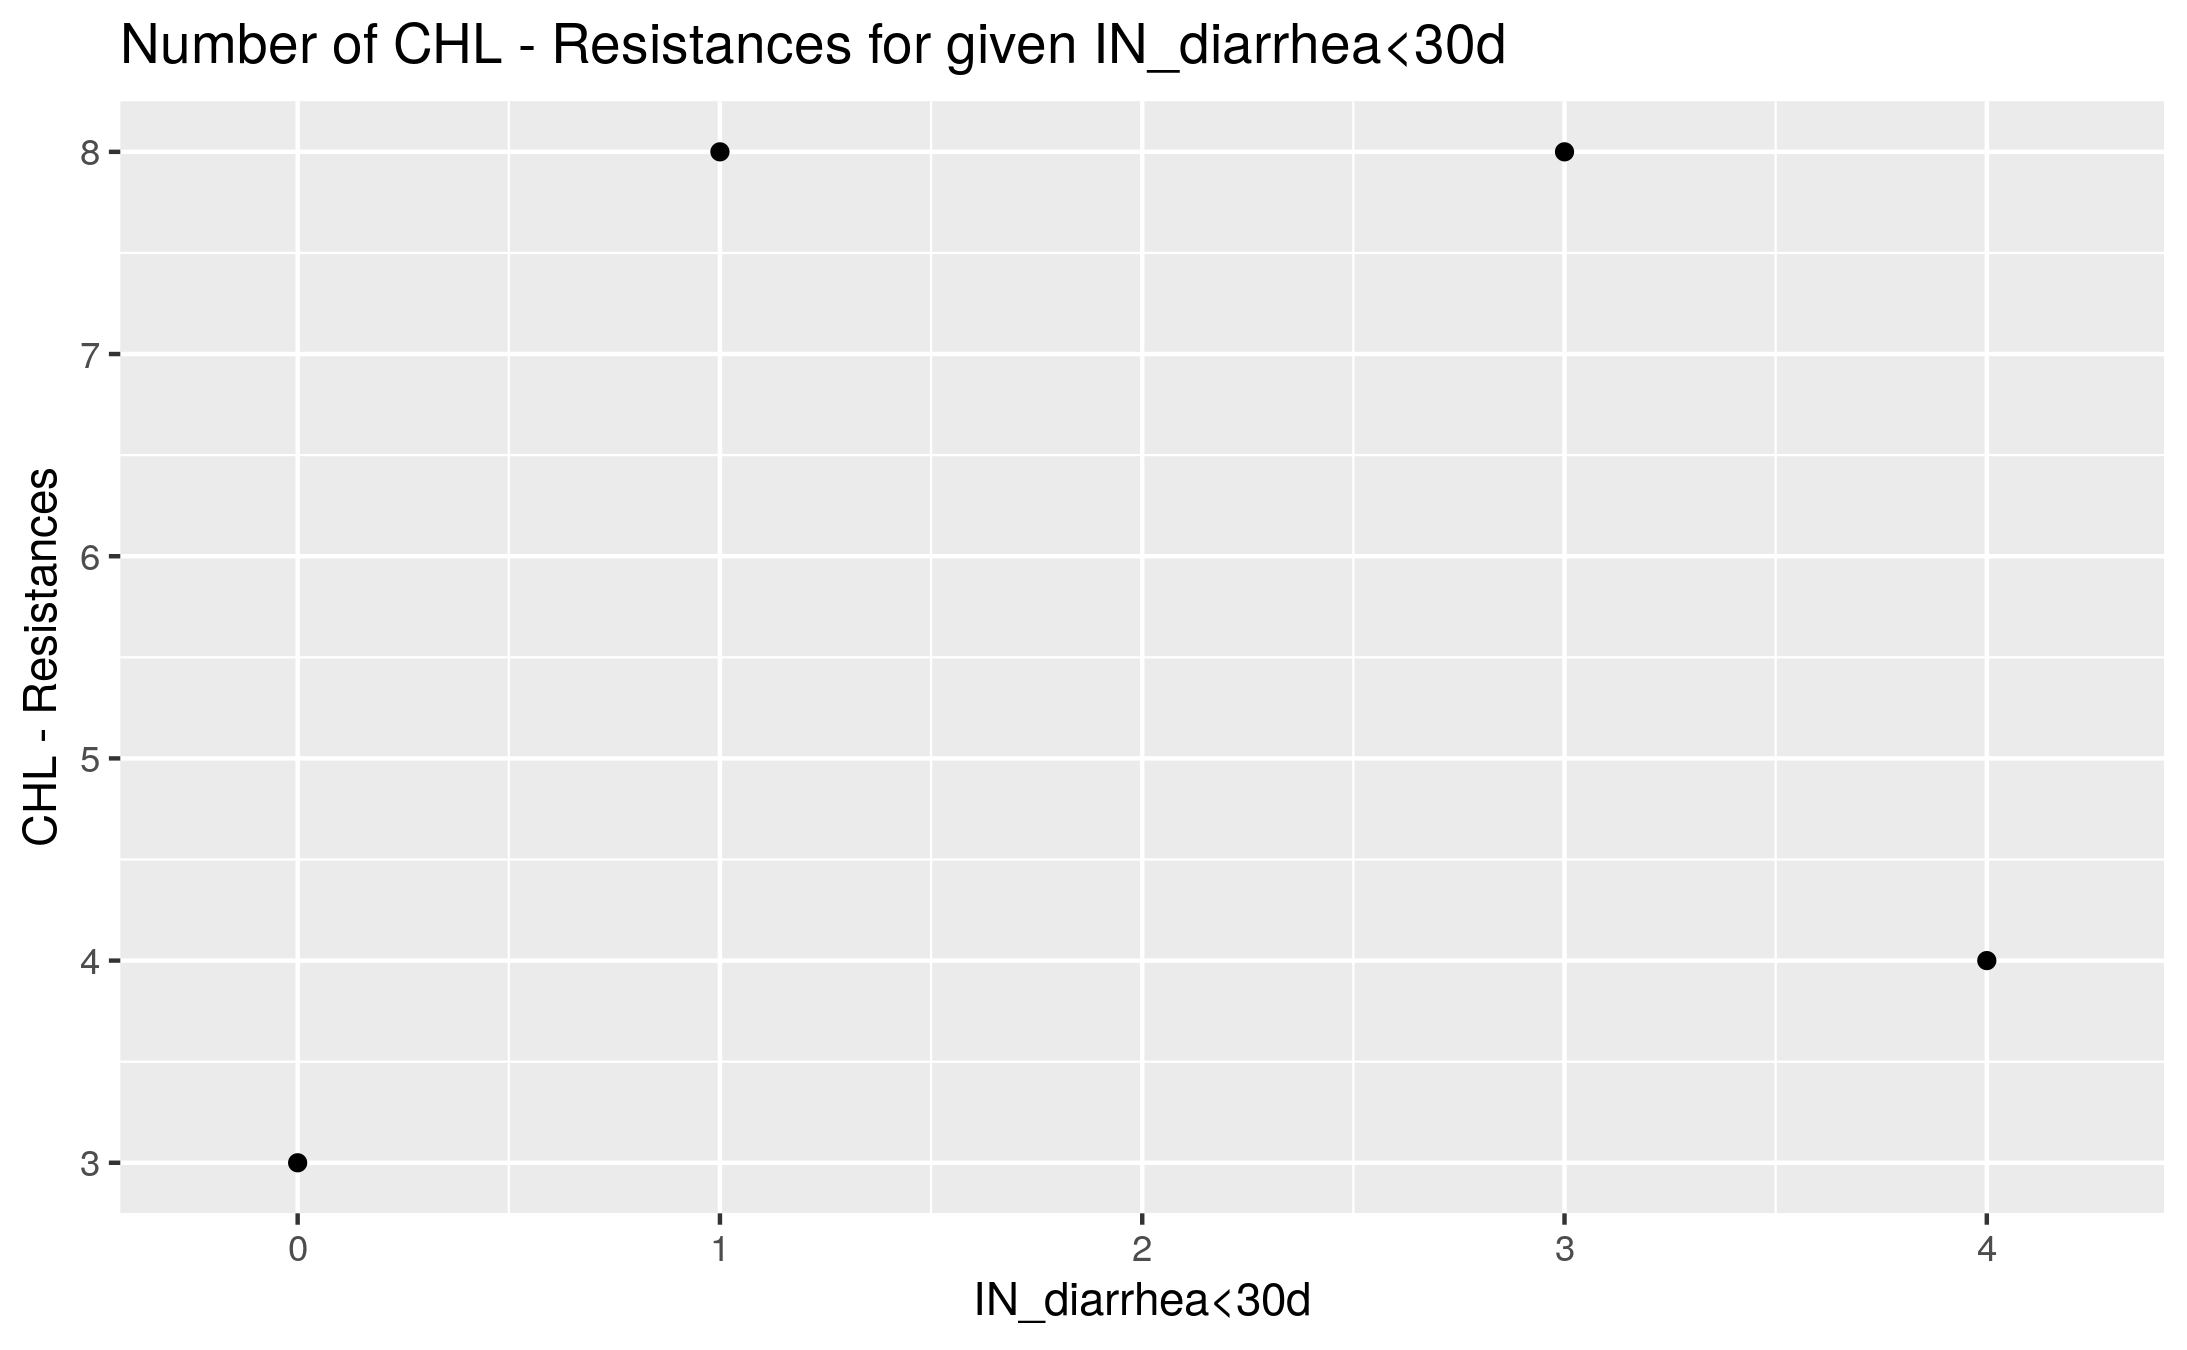 Number of CHL - Resistances for given IN_diarrhea<30d
CHL - Resistances
8
7
6
5
4
3
0 1 2 3 4
IN_diarrhea<30d